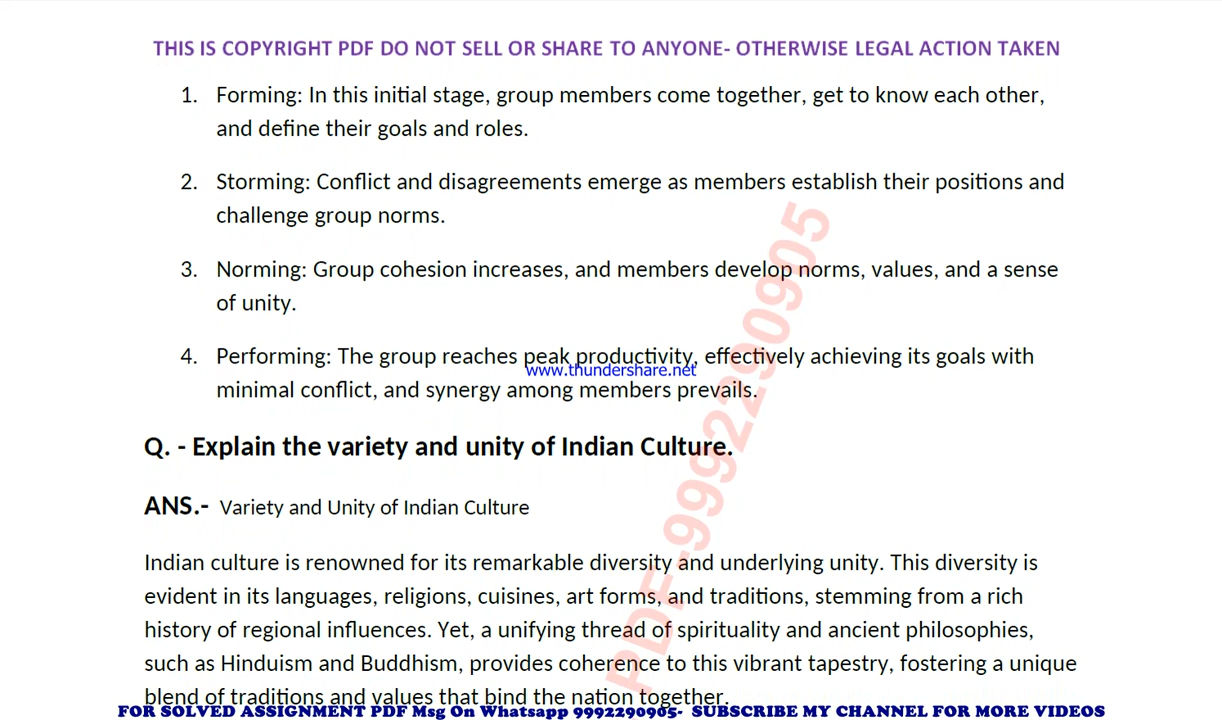 THIS IS COPYRIGHT PDF DO NOT SELL OR SHARE TO ANYONE- OTHERWISE LEGAL ACTION TAKEN
1. Forming: In this initial stage, group members come together, get to know each other,
and define their goals and roles.
2. Storming: Conflict and disagreements emerge as members establish their positions and
challenge group norms.
3. Norming: Group cohesion increases, and members develop norms, values, and a sense
of unity.
4. Performing: The group reaches peak productivity, effectively achieving its goals with
www.thundershare.net
minimal conflict, and synergy among members prevails.
Q. - Explain the variety and unity of Indian Culture.
ANS.- Variety and Unity of Indian Culture
Indian culture is renowned for its remarkable diversity and underlying unity. This diversity is
evident in its languages, religions, cuisines, art forms, and traditions, stemming from a rich
history of regional influences. Yet, a unifying thread of spirituality and ancient philosophies,
such as Hinduism and Buddhism, provides coherence to this vibrant tapestry, fostering a unique
blend of traditions and values that bind the nation together.
FOR SOLVED ASSIGNMENT PDF Msg On Whatsapp 9992290905- SUBSCRIBE MY CHANNEL FOR MORE VIDEOS
PDF-9992290905